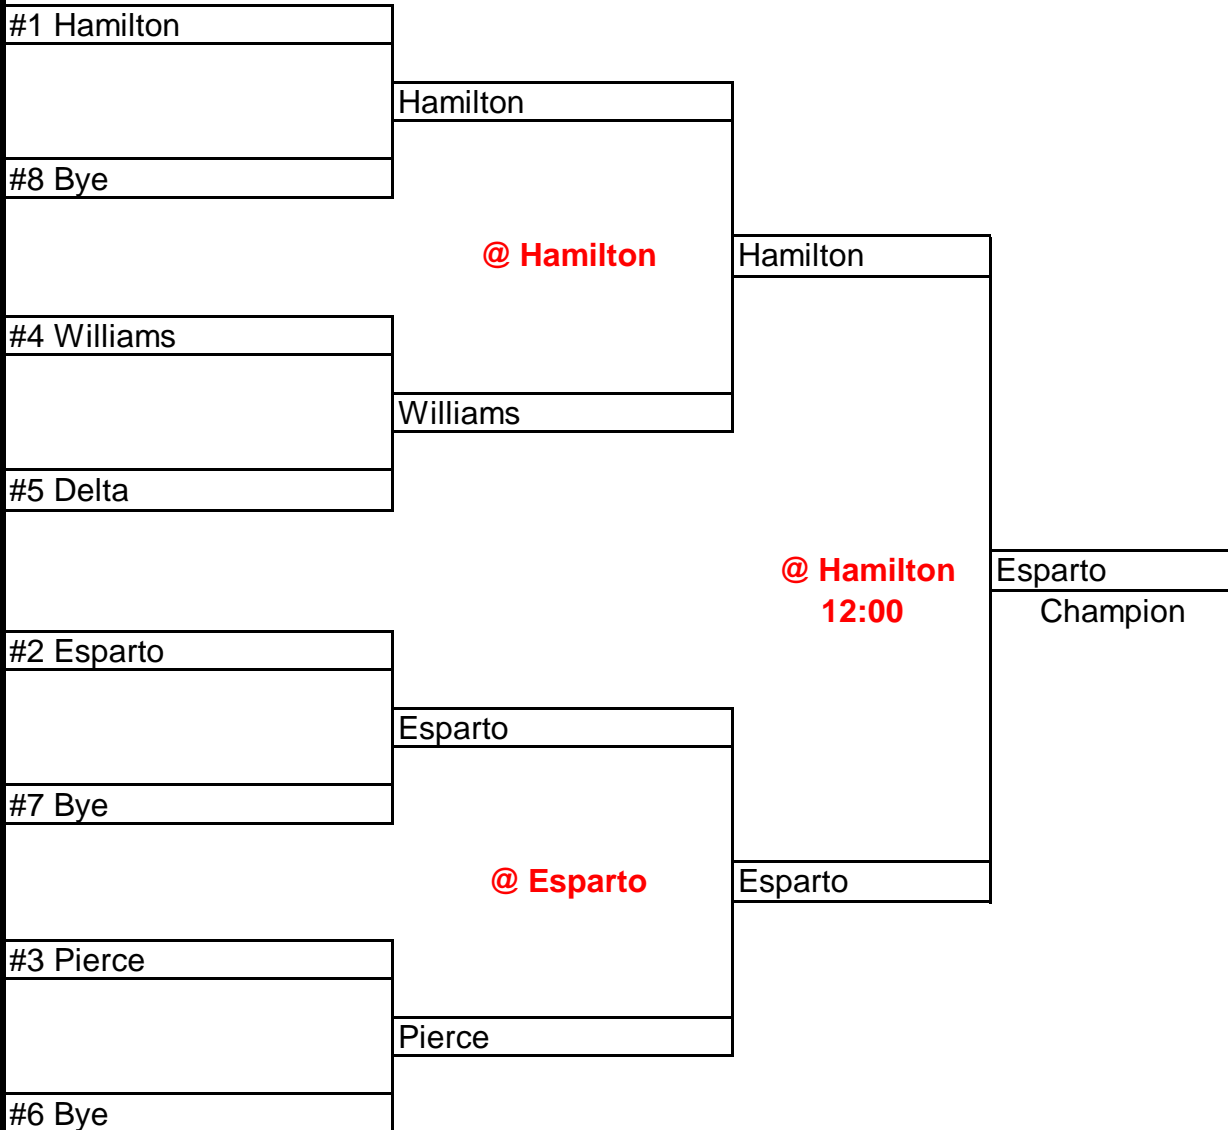 #1 Hamilton
Hamilton
#8 Bye
@ Hamilton
Hamilton
#4 Williams
Williams
#5 Delta
@ Hamilton
12:00
Esparto
Champion
#2 Esparto
Esparto
#7 Bye
@ Esparto
Esparto
#3 Pierce
Pierce
#6 Bye